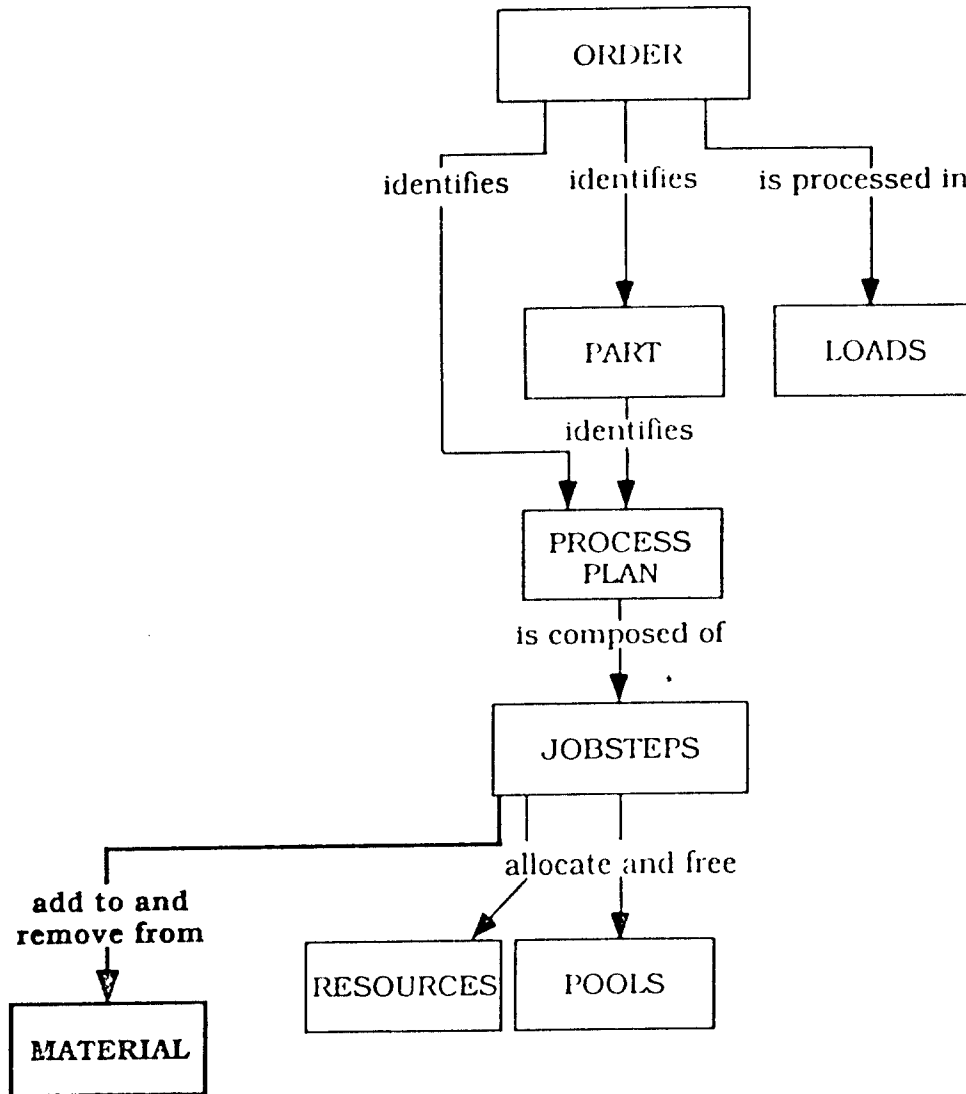 ORDER
identifies
identifies
is processed in
PART
LOADS
identifies
PROCESS
PLAN
is composed of
JOBSTEPS
allocate and free
add to and
remove from
RESOURCES
POOLS
MATERIAL